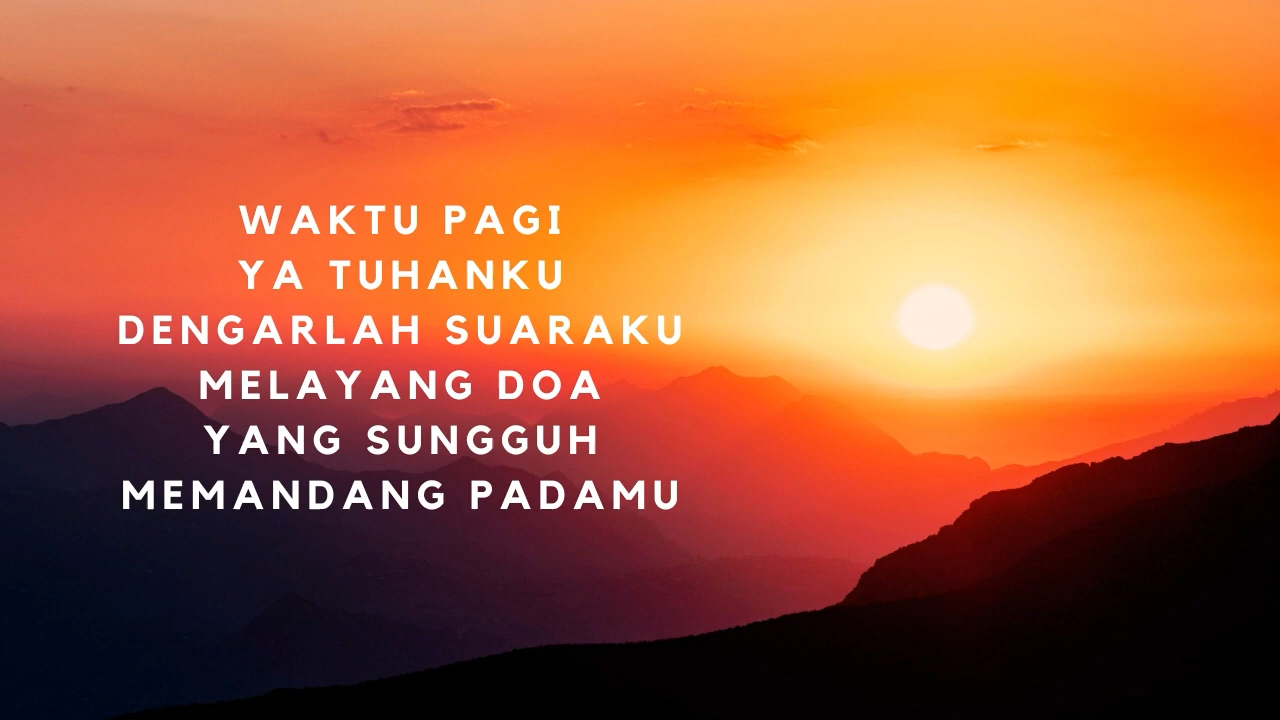 WAKTU PAGI
YA TUHANKU
DENGARLAH SUARAKU
MELAYANG DOA
YANG SUNGGUH
MEMANDANG PADAMU